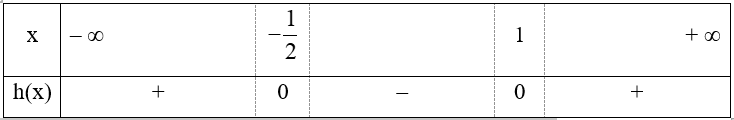 x – ∞ −1/2 1 + ∞
h(x) + 0 – 0 +